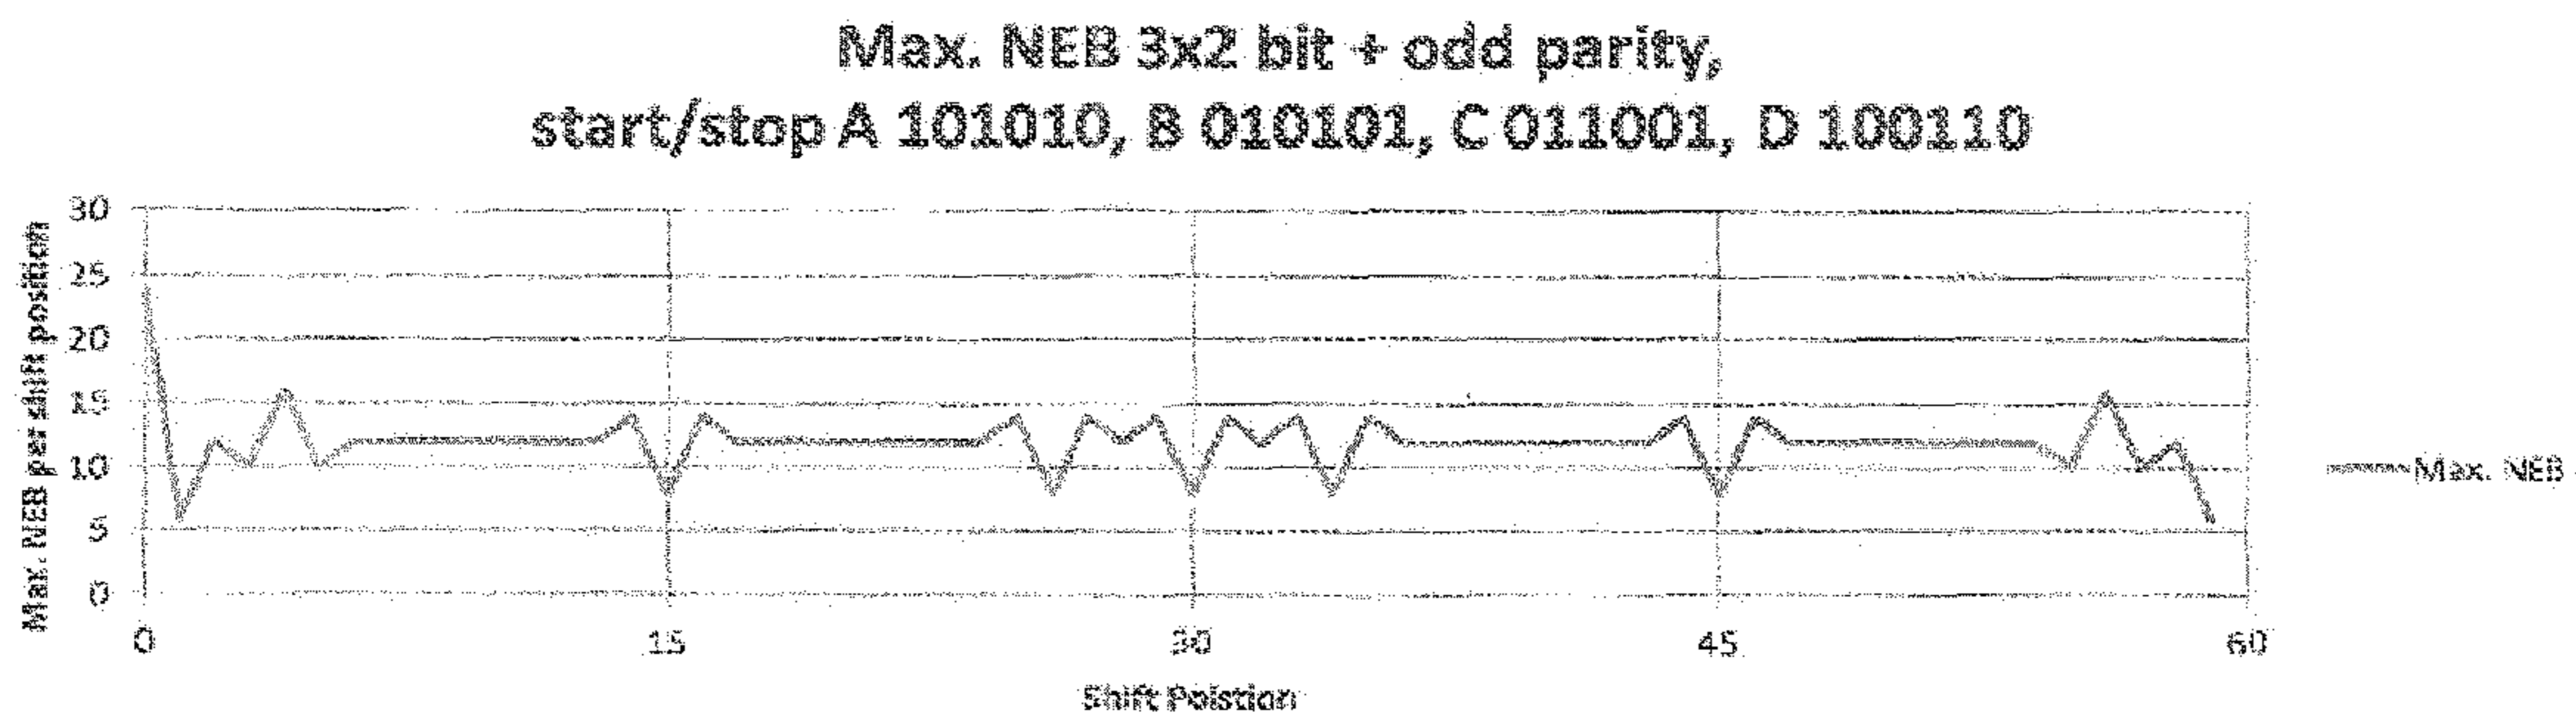 Max. NEB 3x2 bit + odd parity,
start/stop A 101010, B 010101, C 011001, D 100110
Max. NEB per shift position
30
25
20
15
10
5
0
0
15
30
45
60
Shift Poistion
Max. NEB